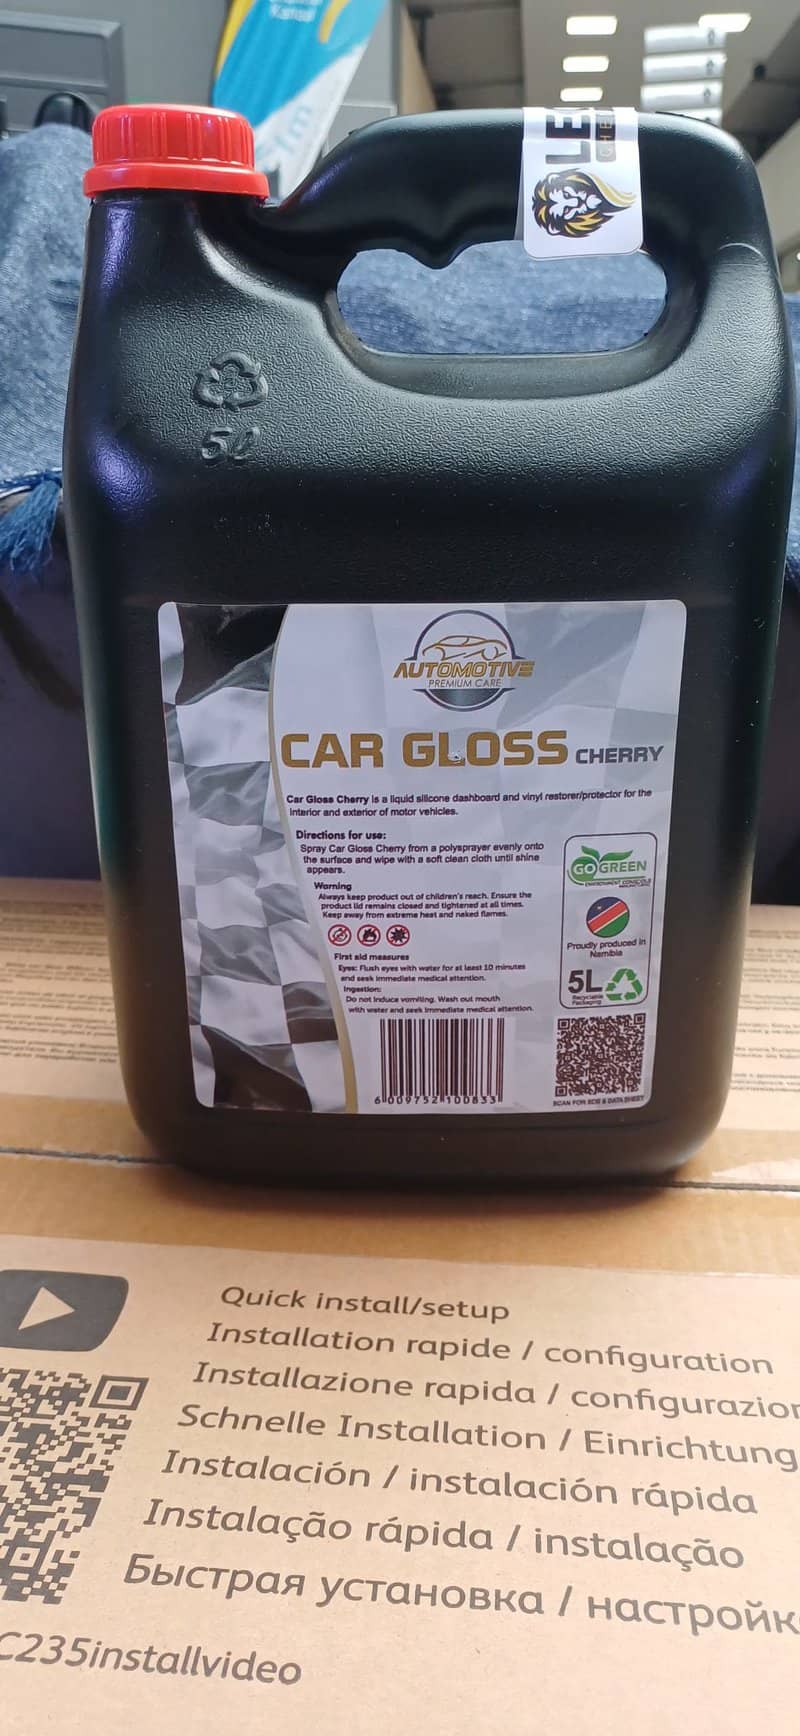 LE
CHE
5l
AUTOMOTIVE
PREMIUM CARE
CAR GLOSS CHERRY
Car Gloss Cherry is a liquid silicone dashboard and vinyl restorer/protector for the
interior and exterior of motor vehicles.
Directions for use:
Spray Car Gloss Cherry from a polysprayer evenly onto
the surface and wipe with a soft clean cloth until shine
appears.
Warning
Always keep product out of children's reach. Ensure the
product lid remains closed and tightened at all times.
Keep away from extreme heat and naked flames.
First aid measures
Eyes: Flush eyes with water for at least 10 minutes
and seek immediate medical attention.
Ingestion:
Do not induce vomiting. Wash out mouth
with water and seek immediate medical attention.
GO GREEN
ENVIRONMENT CONSCIOUS
Proudly produced in
Namibia
5L
Recyclable
Packaging
6 009752 100833
SCAN FOR SDS & DATA SHEET
Quick install/setup
Installation rapide / configuration
Installazione rapida / configurazion
Schnelle Installation / Einrichtung
Instalación / instalación rápida
Instalação rápida / instalação
Быстрая установка / настройк
C235installvideo